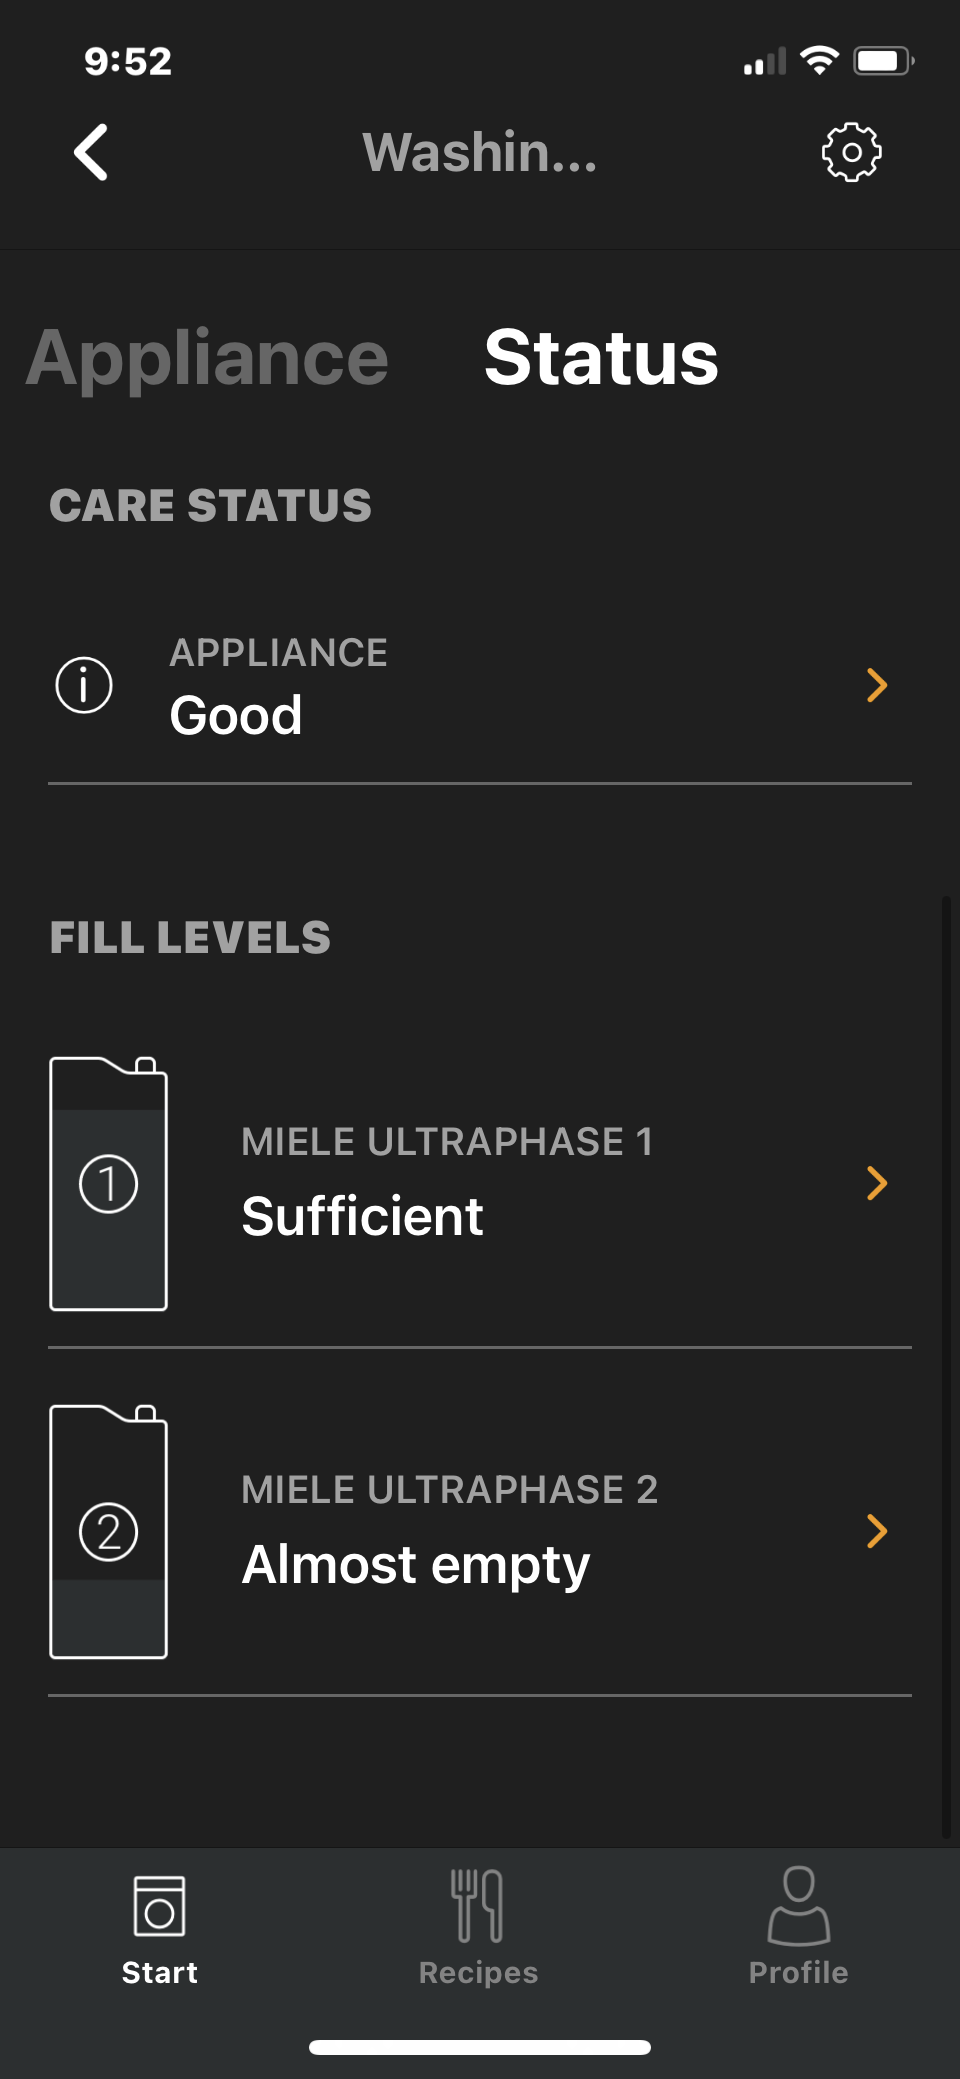 9:52
Washin...
Appliance Status
CARE STATUS
APPLIANCE
Good
FILL LEVELS
1
MIELE ULTRAPHASE 1
Sufficient
2
MIELE ULTRAPHASE 2
Almost empty
Start Recipes Profile